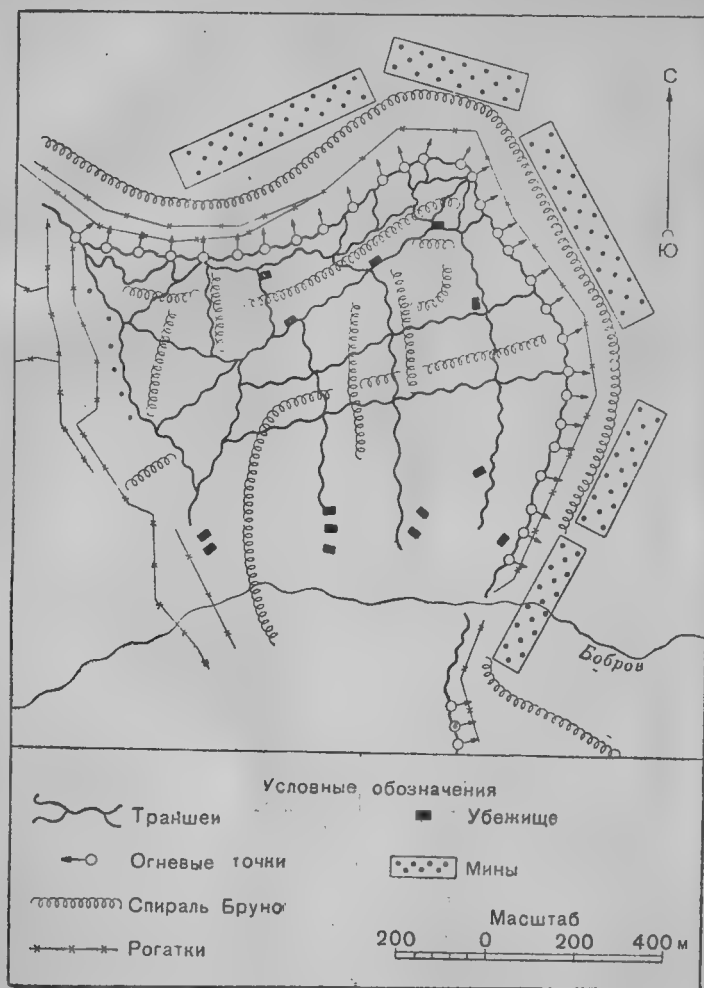 С
Ю
Бобров
Условные обозначения
Траншеи
Убежище
Огневые точки
Мины
Спираль Бруно
Рогатки
Масштаб
200 0 200 400 м